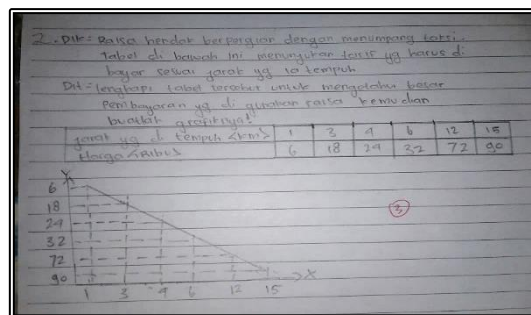 2. Dik = Raisa hendak berpergian dengan menumpang taksi.
Tabel di bawah ini menunjukan taris yg harus di
bayar sesuai jarak yg ia tempuh
Dit = lengkapi tabel tersebut untuk mengetahui besar
Pembayaran yg di gunakan raisa kemudian
buatlah grafiknya!
jarak yg di tempuh <km> 1 3 4 6 12 15
Harga <Ribu> 6 18 24 32 72 90
Y
6
18
24
32
72
90
X
1 3 4 6 12 15
3